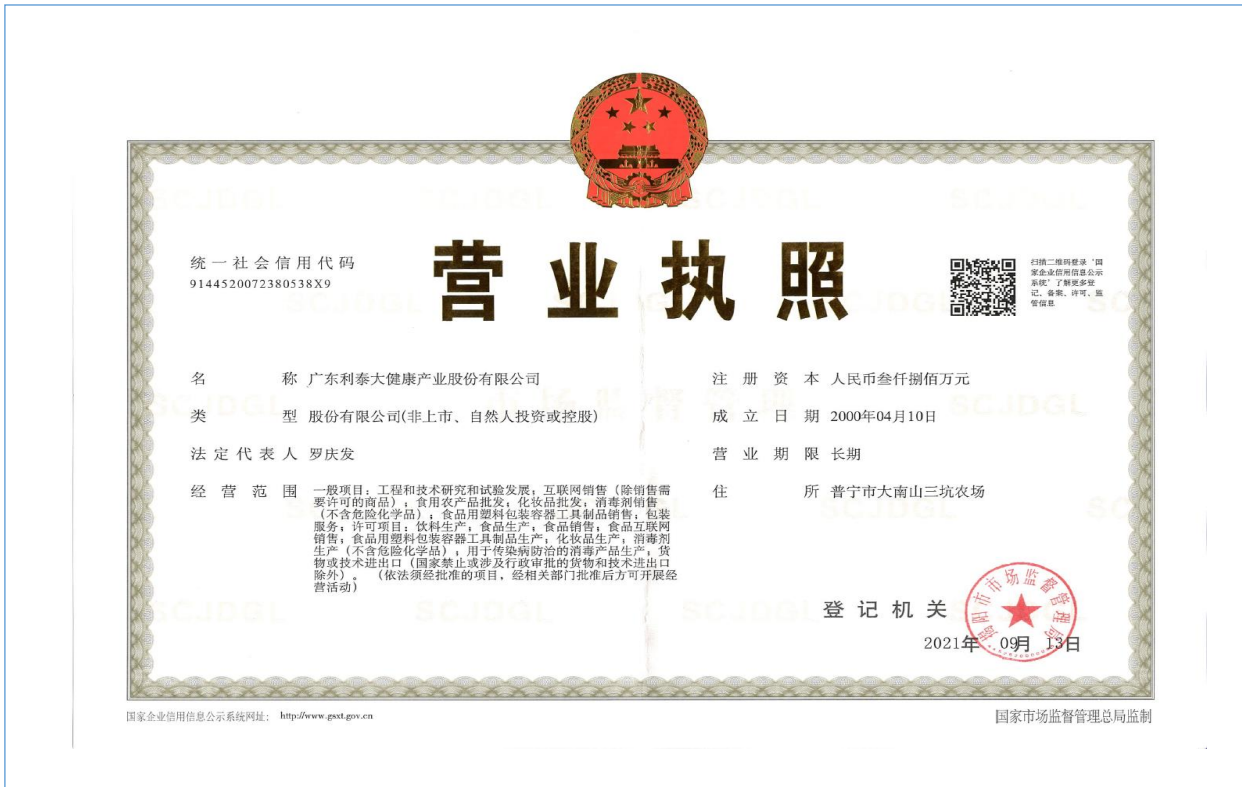 营业执照
统一社会信用代码
9144520072380538X9
扫描二维码登录‘国
家企业信用信息公示
系统’了解更多登
记、备案、许可、监
管信息
名 称 广东利泰大健康产业股份有限公司
类 型 股份有限公司(非上市、自然人投资或控股)
法定代表人 罗庆发
经营范围 一般项目：工程和技术研究和试验发展；互联网销售（除销售需
要许可的商品）；食用农产品批发；化妆品批发；消毒剂销售
（不含危险化学品）；食品用塑料包装容器工具制品销售；包装
服务；许可项目：饮料生产；食品生产；食品销售；食品互联网
销售；食品用塑料包装容器工具制品生产；化妆品生产；消毒剂
生产（不含危险化学品）；用于传染病防治的消毒产品生产；货
物或技术进出口（国家禁止或涉及行政审批的货物和技术进出口
除外）。（依法须经批准的项目，经相关部门批准后方可开展经
营活动）
注册资本 人民币叁仟捌佰万元
成立日期 2000年04月10日
营业期限 长期
住 所 普宁市大南山三坑农场
登记机关
揭阳市市场监督管理局
2021年 09月 13日
国家企业信用信息公示系统网址： http://www.gsxt.gov.cn
国家市场监督管理总局监制